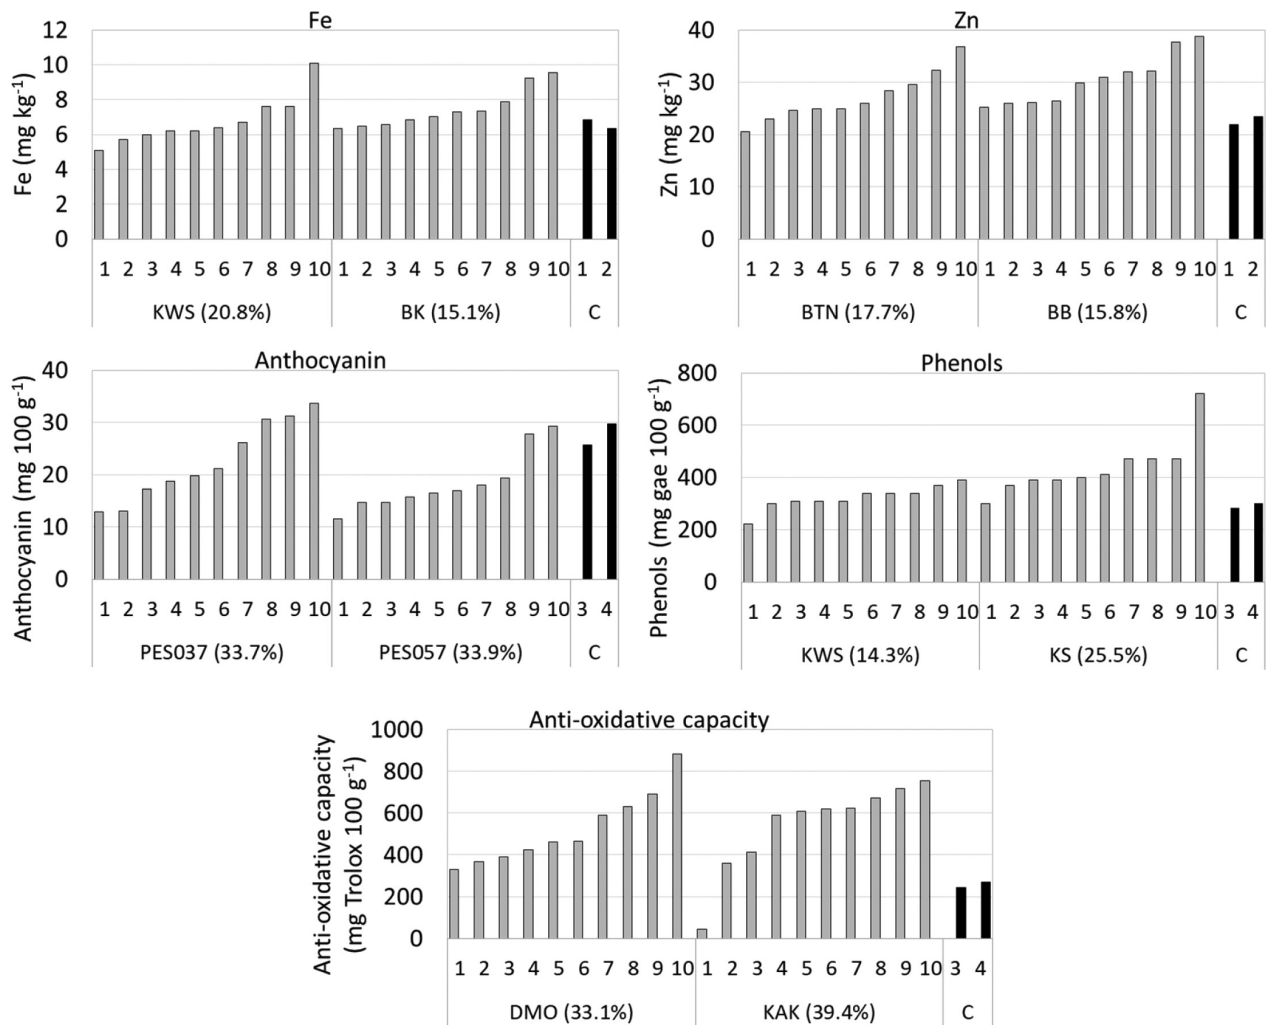 Fe
Fe (mg kg⁻¹)
12
10
8
6
4
2
0
1 2 3 4 5 6 7 8 9 10 1 2 3 4 5 6 7 8 9 10 1 2
KWS (20.8%) BK (15.1%) C
Zn
Zn (mg kg⁻¹)
40
30
20
10
0
1 2 3 4 5 6 7 8 9 10 1 2 3 4 5 6 7 8 9 10 1 2
BTN (17.7%) BB (15.8%) C
Anthocyanin
Anthocyanin (mg 100 g⁻¹)
40
30
20
10
0
1 2 3 4 5 6 7 8 9 10 1 2 3 4 5 6 7 8 9 10 3 4
PES037 (33.7%) PES057 (33.9%) C
Phenols
Phenols (mg gae 100 g⁻¹)
800
600
400
200
0
1 2 3 4 5 6 7 8 9 10 1 2 3 4 5 6 7 8 9 10 3 4
KWS (14.3%) KS (25.5%) C
Anti-oxidative capacity
Anti-oxidative capacity
(mg Trolox 100 g⁻¹)
1000
800
600
400
200
0
1 2 3 4 5 6 7 8 9 10 1 2 3 4 5 6 7 8 9 10 3 4
DMO (33.1%) KAK (39.4%) C